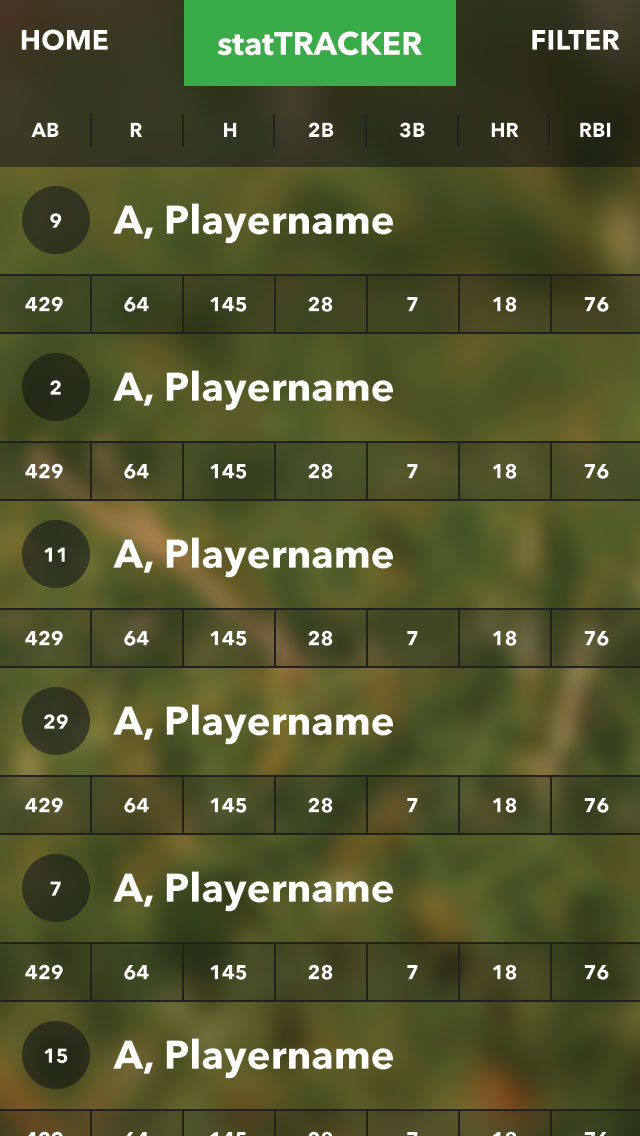 HOME statTRACKER FILTER
AB R H 2B 3B HR RBI
9 A, Playername
429 64 145 28 7 18 76
2 A, Playername
429 64 145 28 7 18 76
11 A, Playername
429 64 145 28 7 18 76
29 A, Playername
429 64 145 28 7 18 76
7 A, Playername
429 64 145 28 7 18 76
15 A, Playername